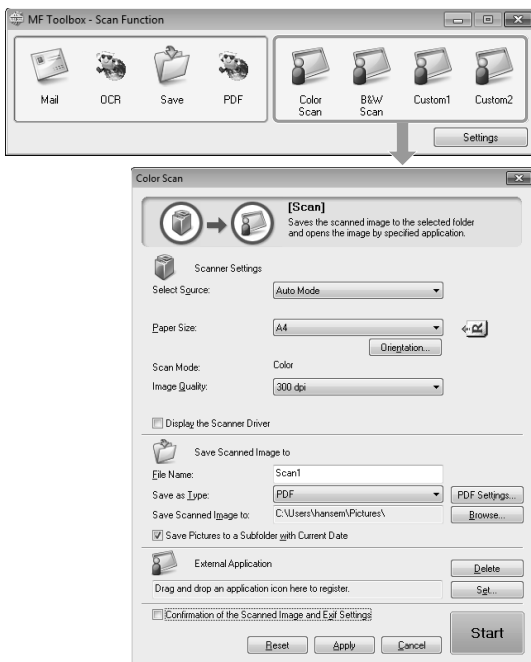 MF Toolbox - Scan Function
Mail OCR Save PDF Color Scan B&W Scan Custom1 Custom2
Settings
Color Scan
[Scan]
Saves the scanned image to the selected folder
and opens the image by specified application.
Scanner Settings
Select Source: Auto Mode
Paper Size: A4
R
Orientation...
Scan Mode: Color
Image Quality: 300 dpi
Display the Scanner Driver
Save Scanned Image to
File Name: Scan1
Save as Type: PDF PDF Settings...
Save Scanned Image to: C:\Users\hansem\Pictures\ Browse...
Save Pictures to a Subfolder with Current Date
External Application Delete
Drag and drop an application icon here to register. Set...
Confirmation of the Scanned Image and Exif Settings
Reset Apply Cancel Start